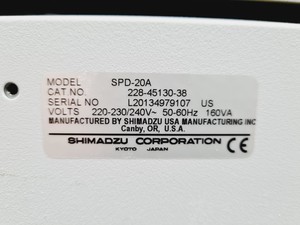 MODEL SPD-20A
CAT NO. 228-45130-38
SERIAL NO L20134979107 US
VOLTS 220-230/240V~ 50-60Hz 160VA
MANUFACTURED BY SHIMADZU USA MANUFACTURING INC
Canby, OR, U.S.A.
SHIMADZU CORPORATION
KYOTO JAPAN
CE